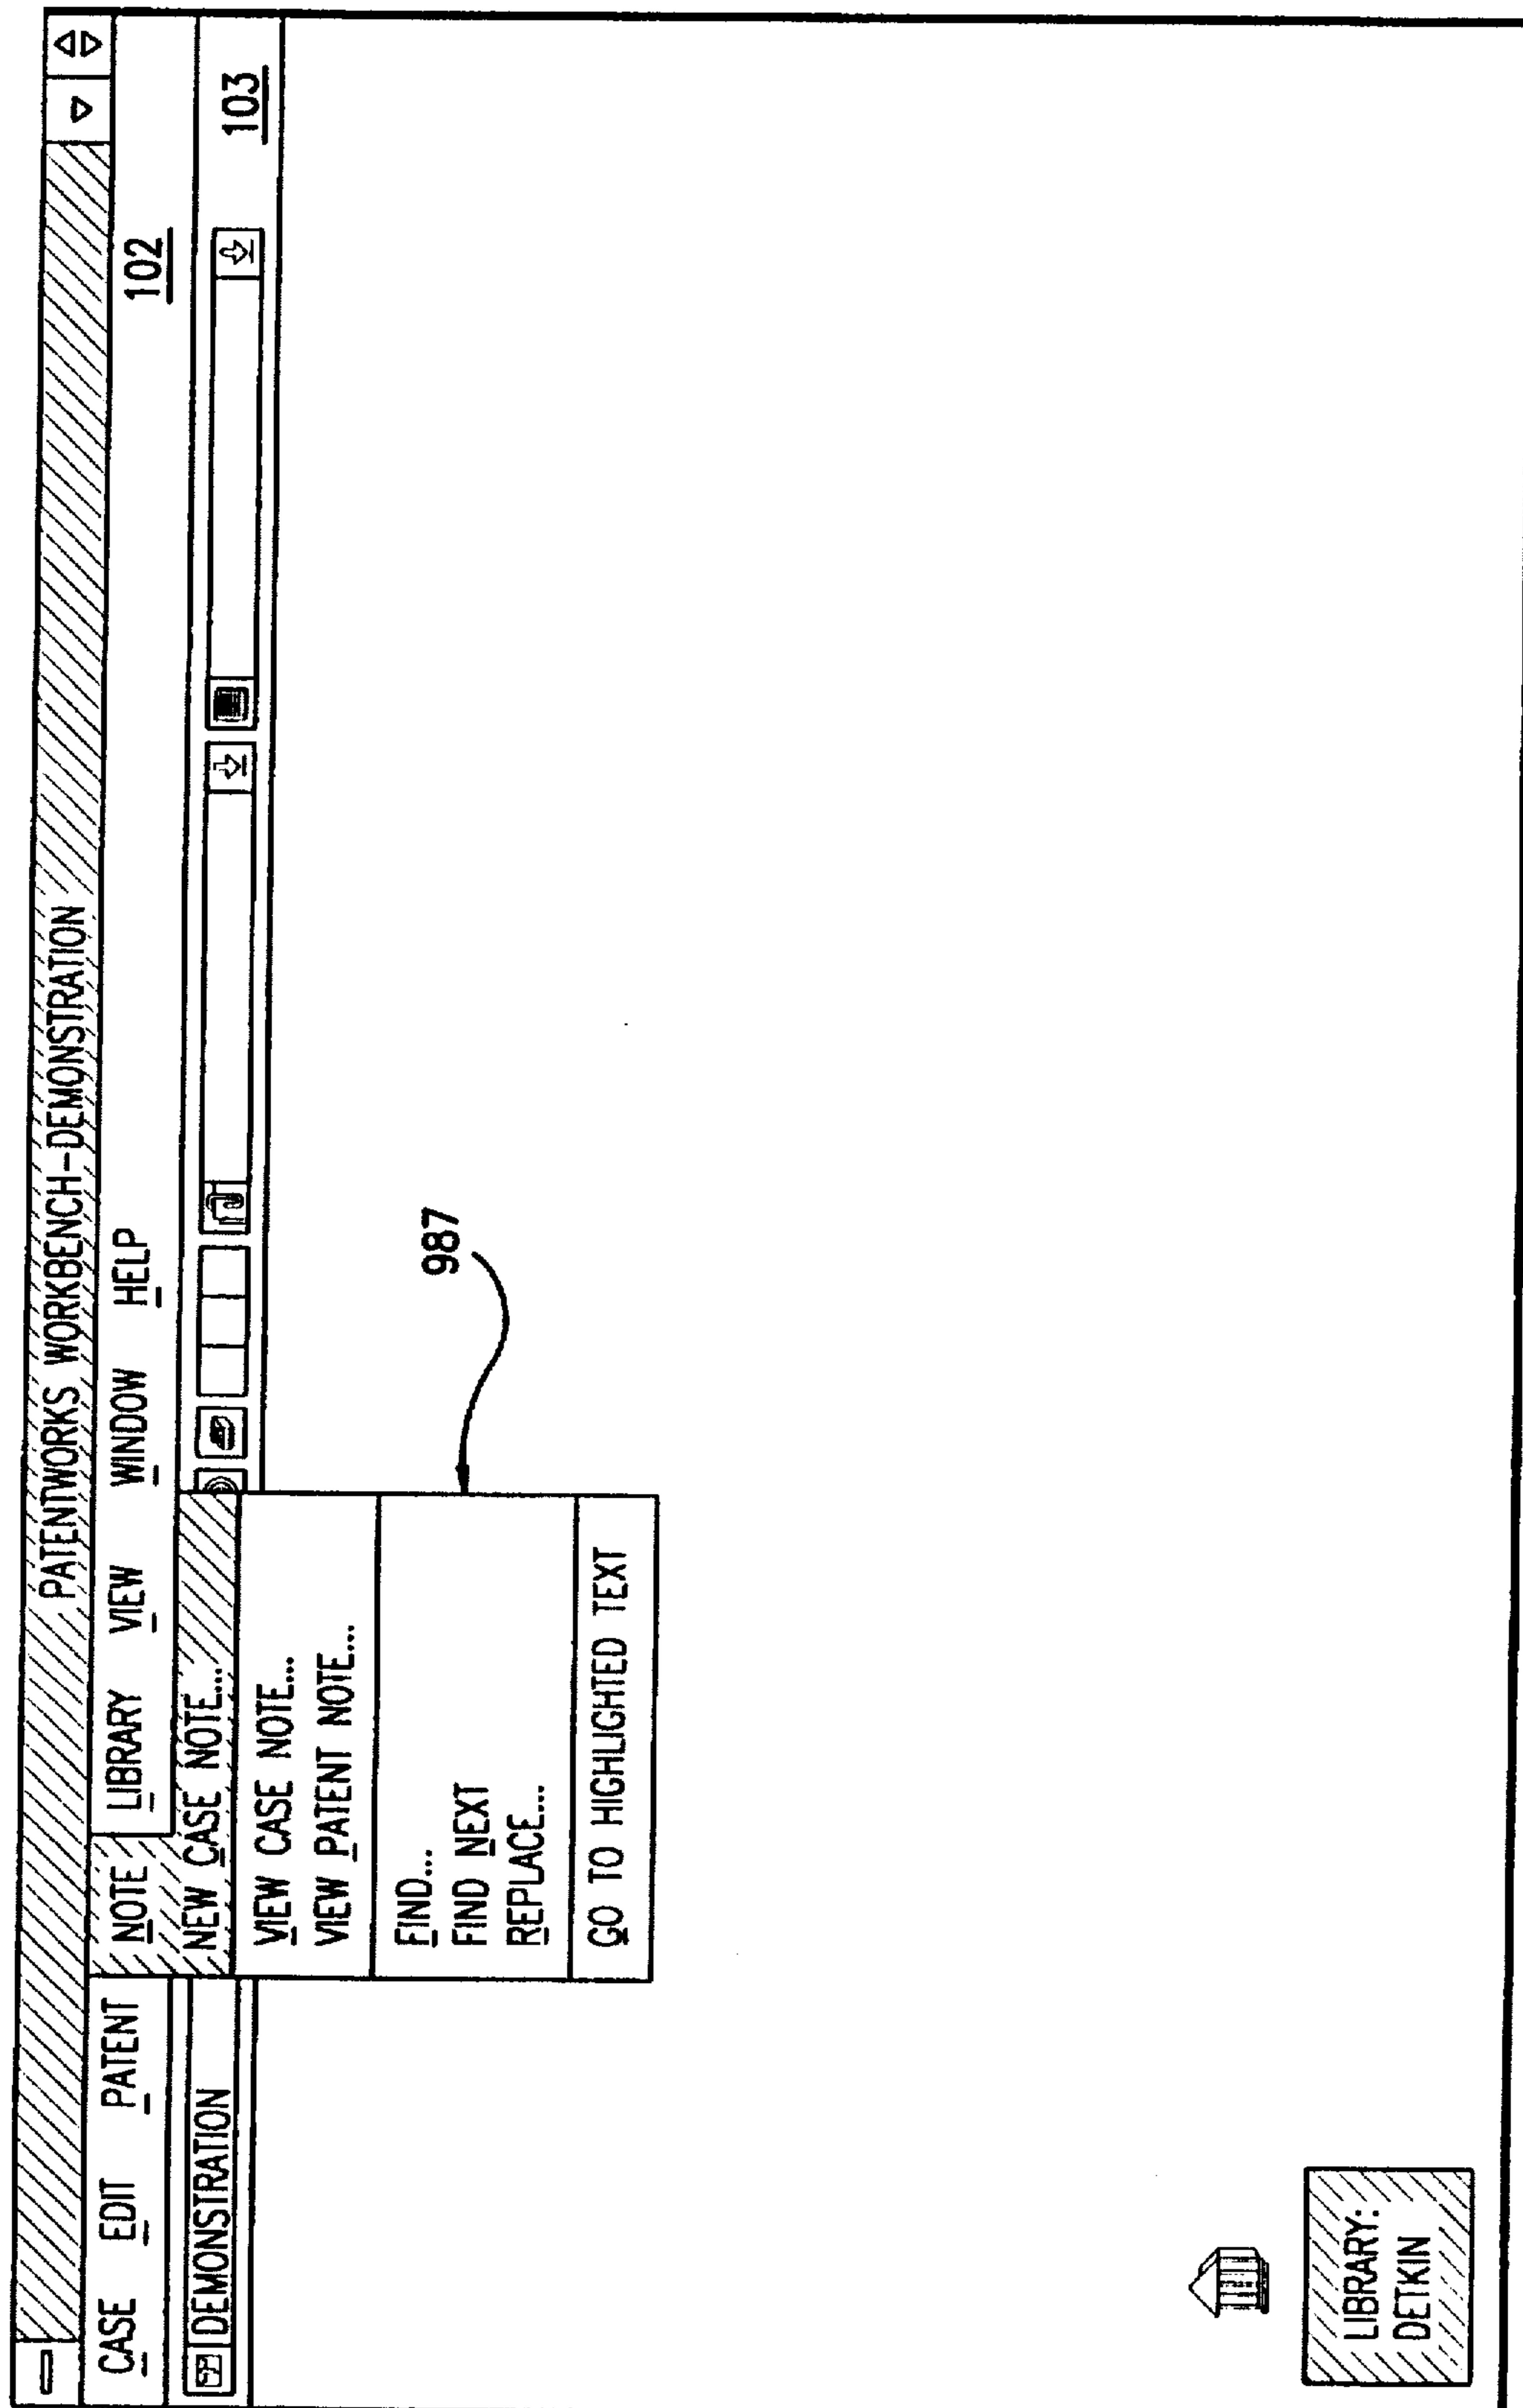 PATENTWORKS WORKBENCH-DEMONSTRATION
CASE EDIT PATENT NOTE LIBRARY VIEW WINDOW HELP 102
DEMONSTRATION 103
NEW CASE NOTE...
VIEW CASE NOTE...
VIEW PATENT NOTE...
FIND...
FIND NEXT
REPLACE...
GO TO HIGHLIGHTED TEXT
987
LIBRARY:
DETKIN